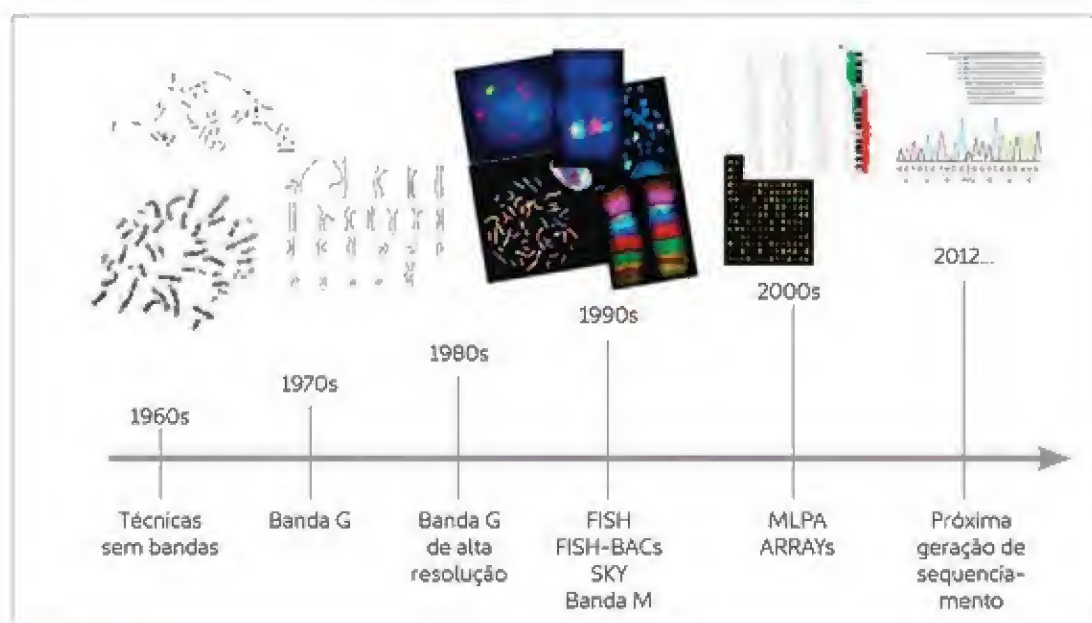 1960s
1970s
1980s
1990s
2000s
2012...
Técnicas
sem bandas
Banda G
Banda G
de alta
resolução
FISH
FISH-BACs
SKY
Banda M
MLPA
ARRAYs
Próxima
geração de
sequencia-
mento